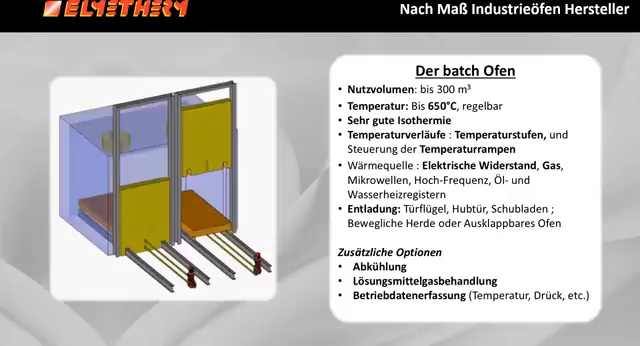 ELMETHERM
Nach Maß Industrieöfen Hersteller
Der batch Ofen
• Nutzvolumen: bis 300 m³
• Temperatur: Bis 650°C, regelbar
• Sehr gute Isothermie
• Temperaturverläufe : Temperaturstufen, und
Steuerung der Temperaturrampen
• Wärmequelle : Elektrische Widerstand, Gas,
Mikrowellen, Hoch-Frequenz, Öl- und
Wasserheizregistern
• Entladung: Türflügel, Hubtür, Schubladen ;
Bewegliche Herde oder Ausklappbares Ofen
Zusätzliche Optionen
• Abkühlung
• Lösungsmittelgasbehandlung
• Betriebdatenerfassung (Temperatur, Drück, etc.)